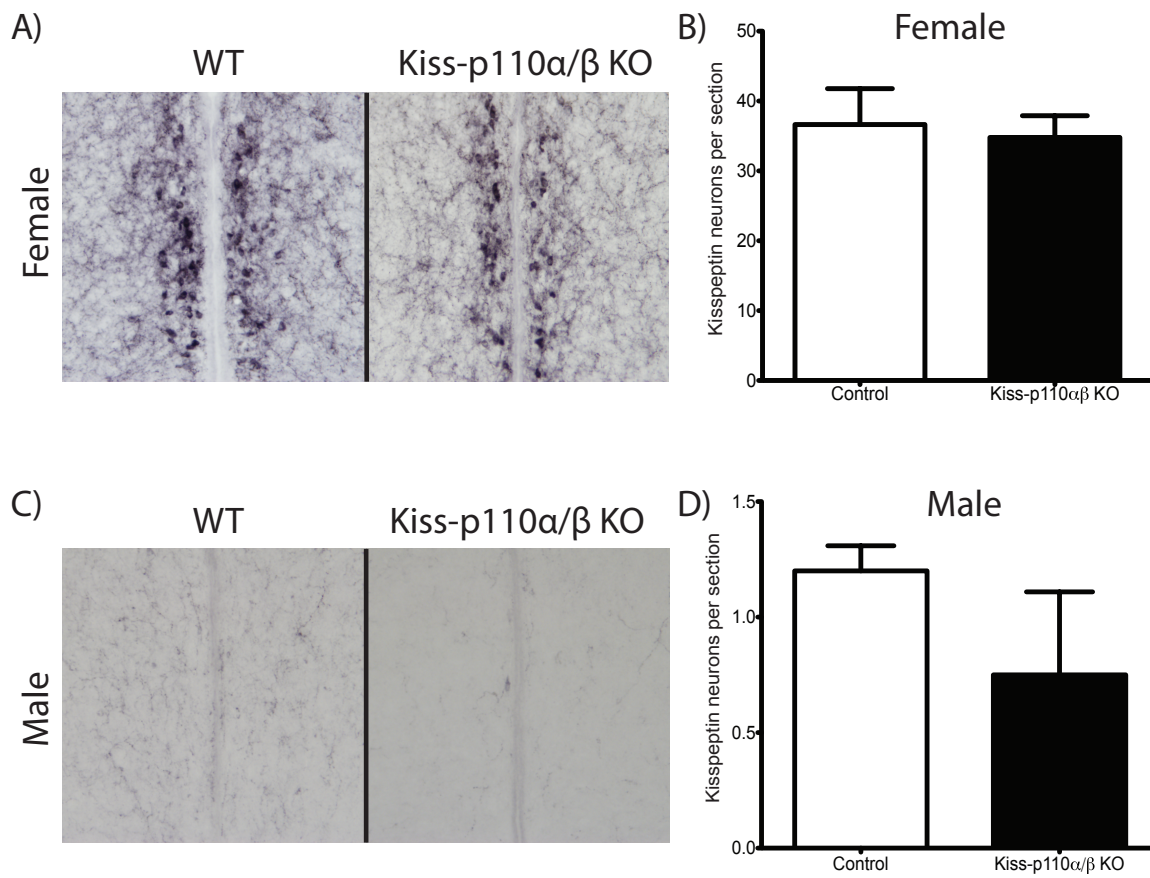 A)
WT
Kiss-p110α/β KO
Female
B)
Female
Kisspeptin neurons per section
50
40
30
20
10
0
Control
Kiss-p110αβ KO
C)
WT
Kiss-p110α/β KO
Male
D)
Male
Kisspeptin neurons per section
1.5
1.0
0.5
0.0
Control
Kiss-p110α/β KO